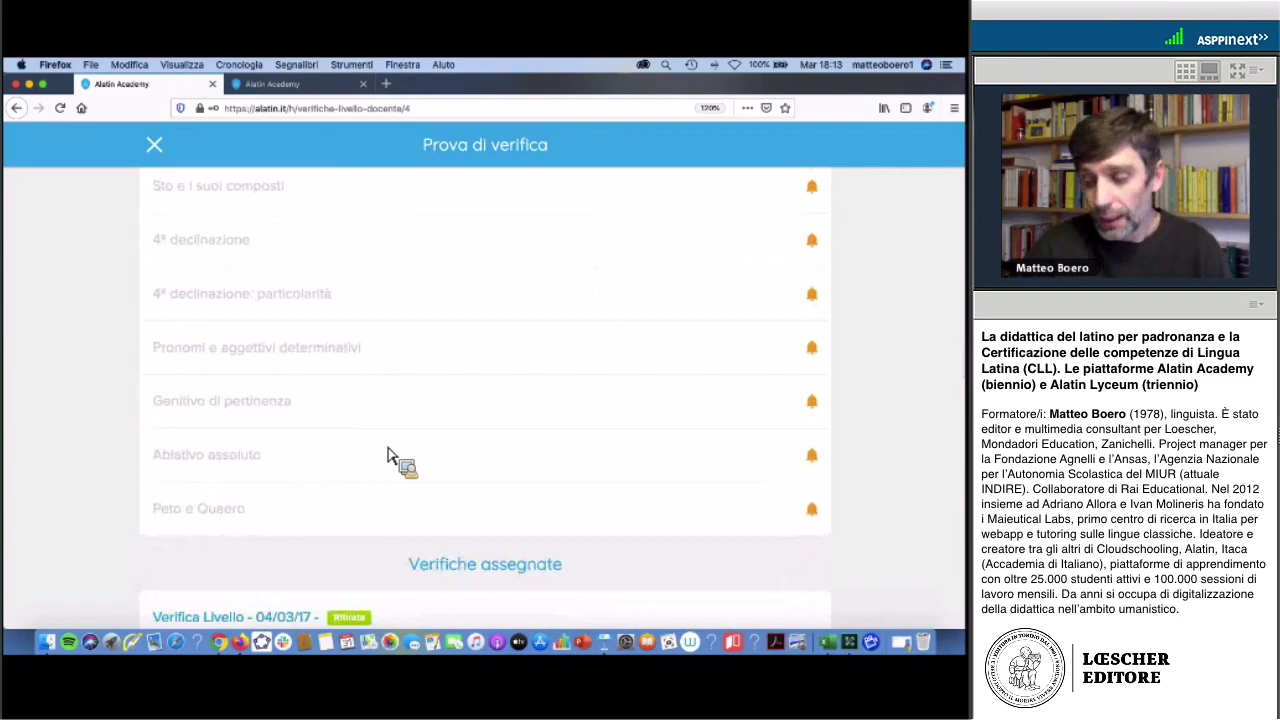 Firefox File Modifica Visualizza Cronologia Segnalibri Strumenti Finestra Aiuto 100% Mar 18:13 matteoboero1
Alatin Academy Alatin Academy
https://alatin.it/h/verifiche-livello-docente/4 120%
Prova di verifica
Sto e i suoi composti
4ª declinazione
4ª declinazione: particolarità
Pronomi e aggettivi determinativi
Genitivo di pertinenza
Ablativo assoluto
Peto e Quaero
Verifiche assegnate
Verifica Livello - 04/03/17 - Ritirata
ASPPInext>>
Matteo Boero
La didattica del latino per padronanza e la
Certificazione delle competenze di Lingua
Latina (CLL). Le piattaforme Alatin Academy
(biennio) e Alatin Lyceum (triennio)
Formatore/i: Matteo Boero (1978), linguista. È stato
editor e multimedia consultant per Loescher,
Mondadori Education, Zanichelli. Project manager per
la Fondazione Agnelli e l'Ansas, l'Agenzia Nazionale
per l'Autonomia Scolastica del MIUR (attuale
INDIRE). Collaboratore di Rai Educational. Nel 2012
insieme ad Adriano Allora e Ivan Molineris ha fondato
i Maieutical Labs, primo centro di ricerca in Italia per
webapp e tutoring sulle lingue classiche. Ideatore e
creatore tra gli altri di Cloudschooling, Alatin, Itaca
(Accademia di Italiano), piattaforme di apprendimento
con oltre 25.000 studenti attivi e 100.000 sessioni di
lavoro mensili. Da anni si occupa di digitalizzazione
della didattica nell'ambito umanistico.
LŒSCHER
EDITORE